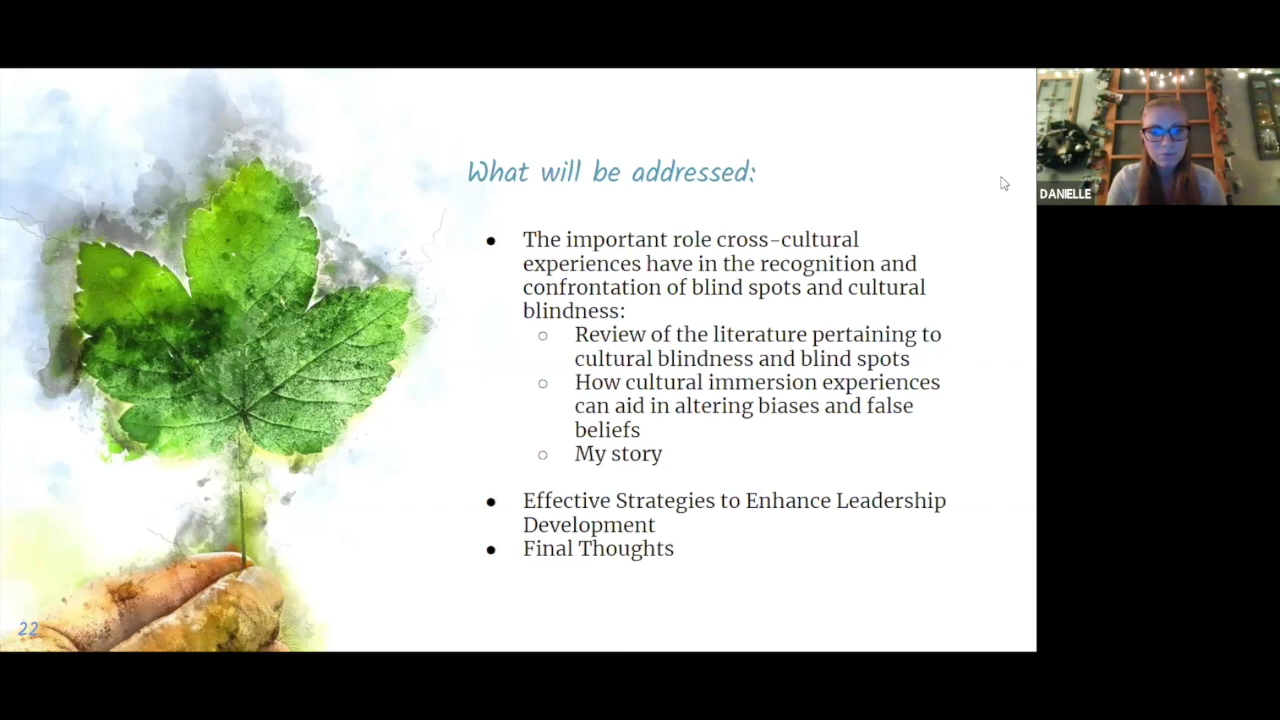 What will be addressed:
DANIELLE
● The important role cross-cultural
experiences have in the recognition and
confrontation of blind spots and cultural
blindness:
○ Review of the literature pertaining to
cultural blindness and blind spots
○ How cultural immersion experiences
can aid in altering biases and false
beliefs
○ My story
● Effective Strategies to Enhance Leadership
Development
● Final Thoughts
22